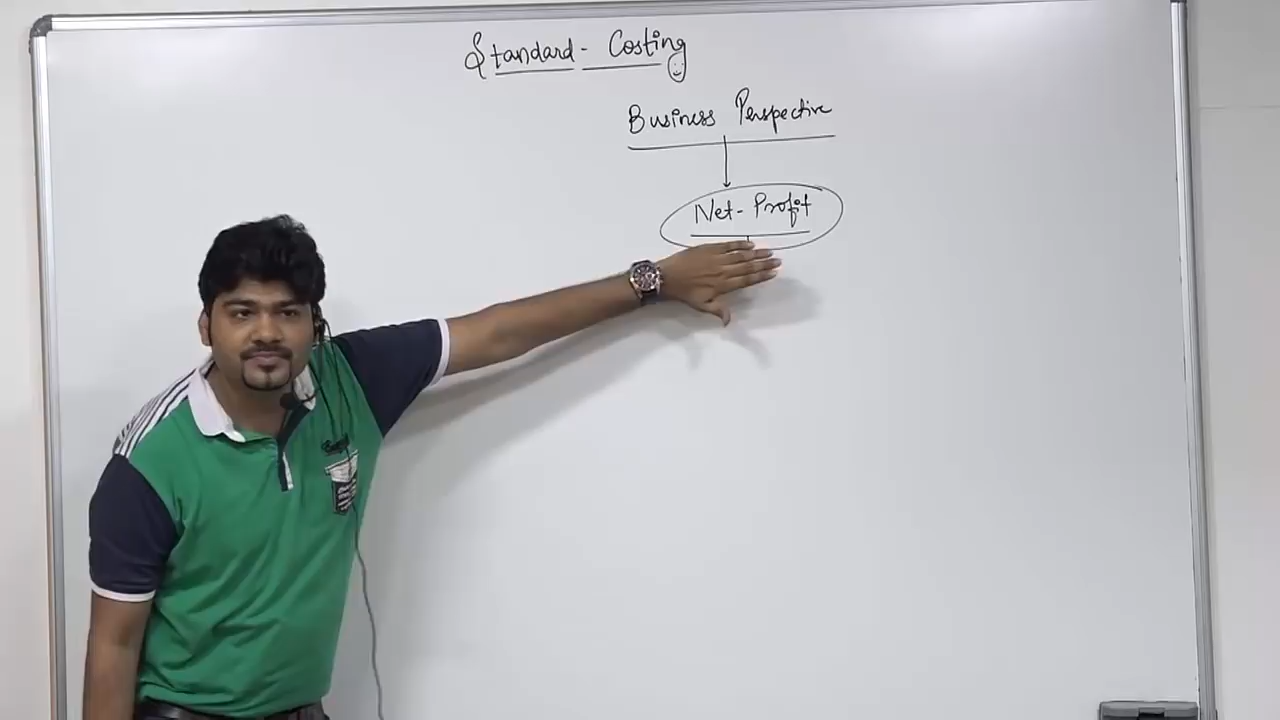 Standard - Costing
Business Perspective
Net - Profit